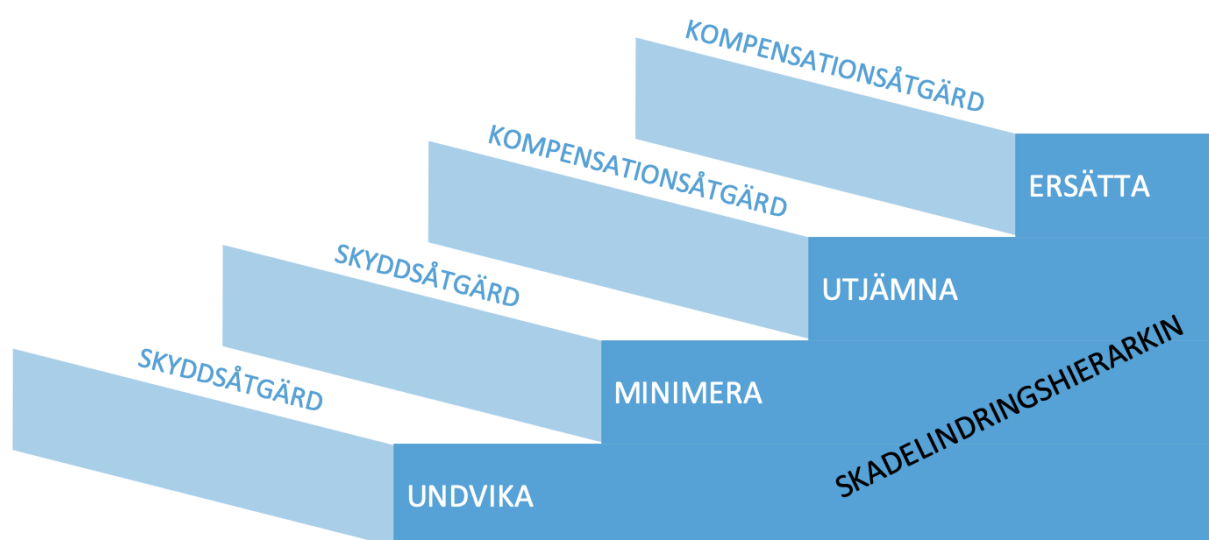 KOMPENSATIONSÅTGÄRD
ERSÄTTA
KOMPENSATIONSÅTGÄRD
UTJÄMNA
SKYDDSÅTGÄRD
MINIMERA
SKYDDSÅTGÄRD
UNDVIKA
SKADELINDRINGSHIERARKIN